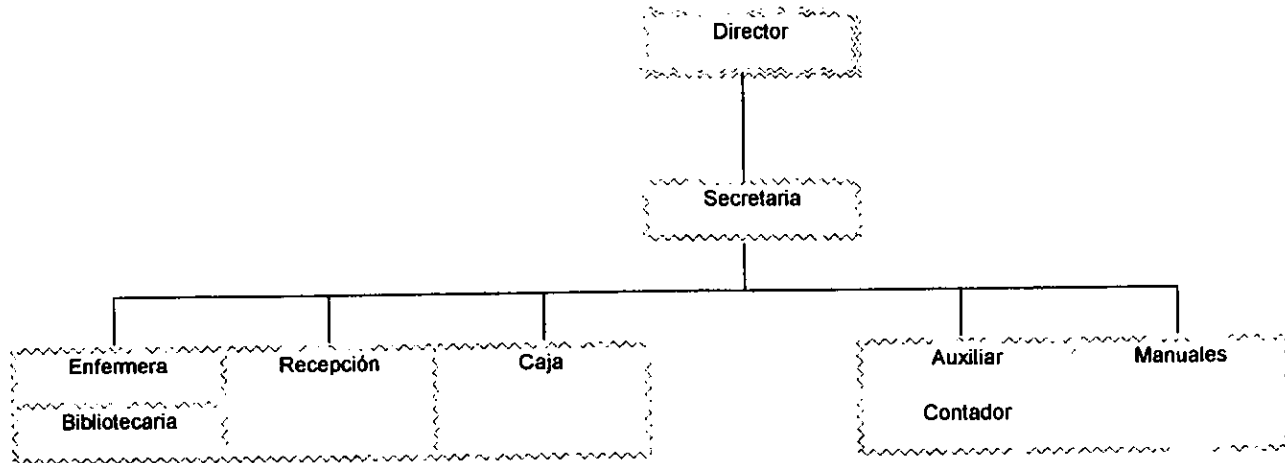 Director
Secretaria
Enfermera
Bibliotecaria
Recepción
Caja
Auxiliar
Contador
Manuales